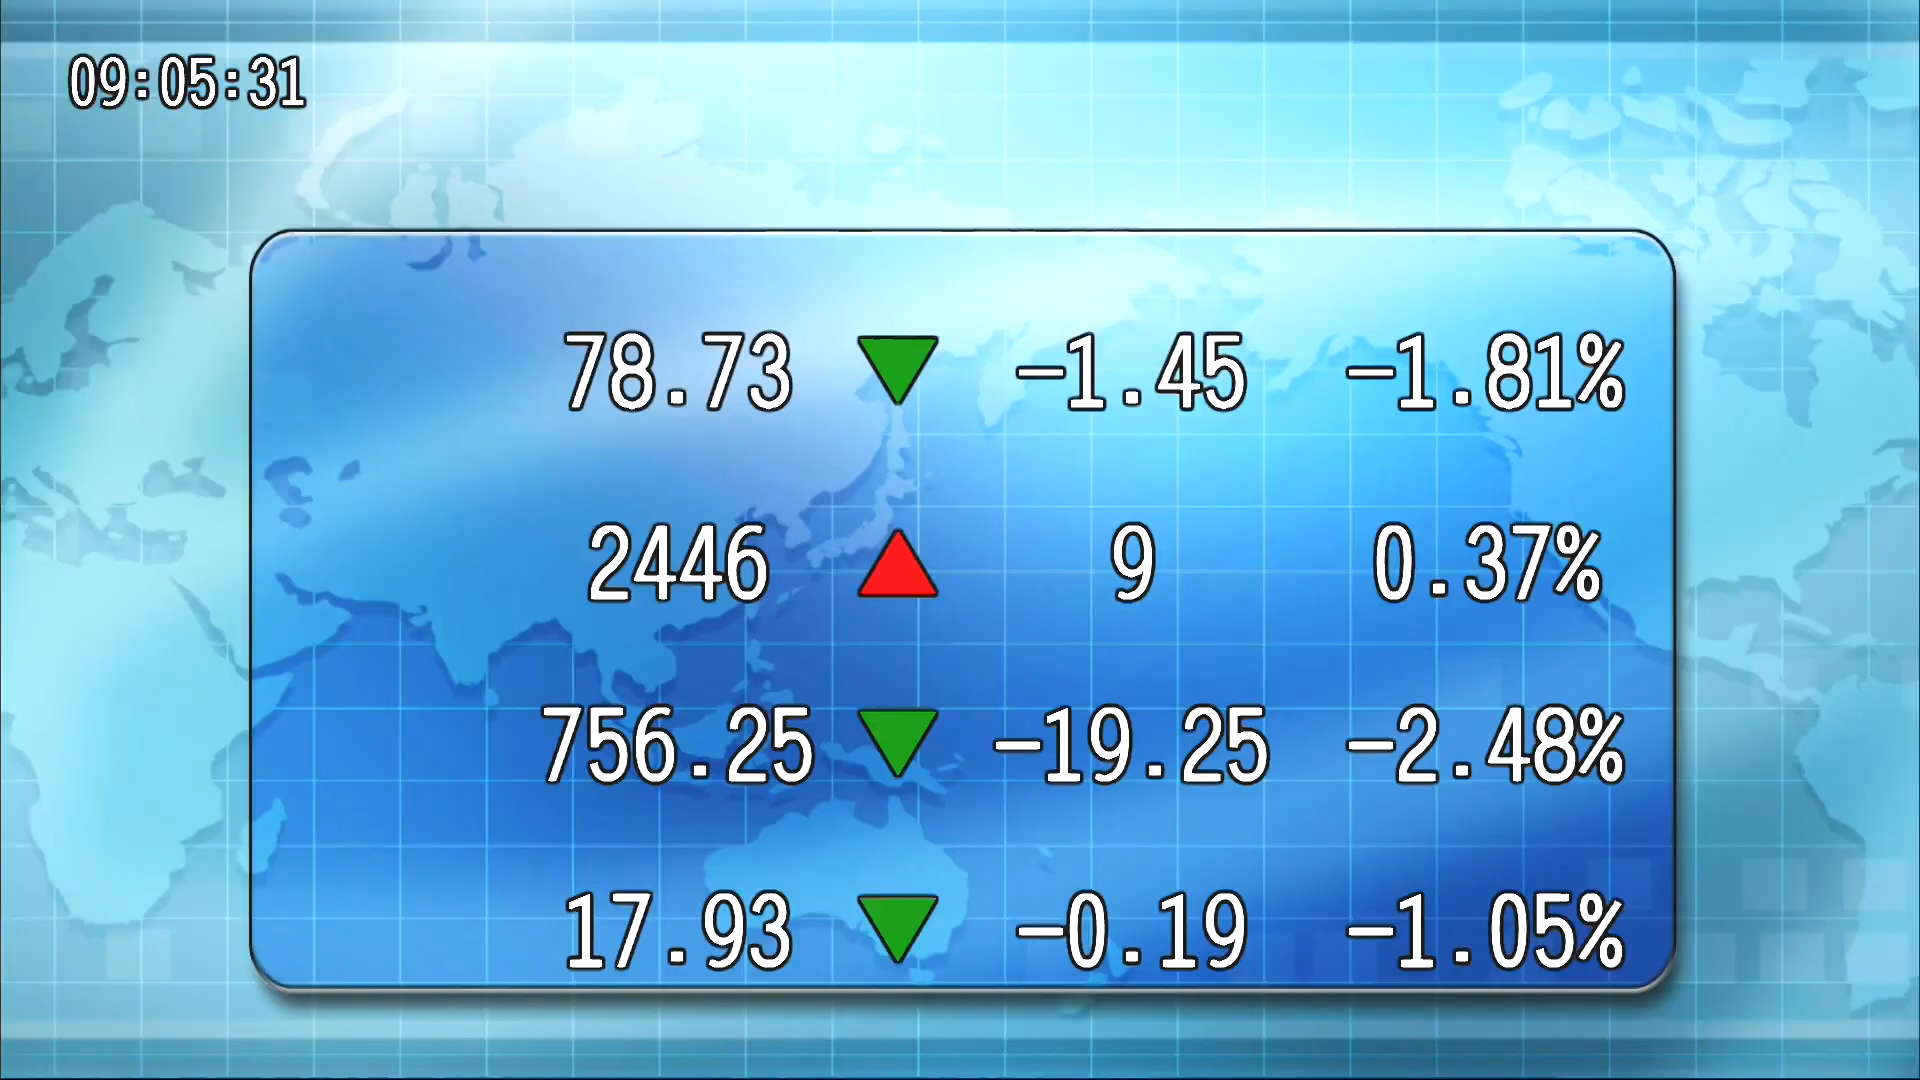 09:05:31
78.73 ▼ −1.45 −1.81%
2446 ▲ 9 0.37%
756.25 ▼ −19.25 −2.48%
17.93 ▼ −0.19 −1.05%